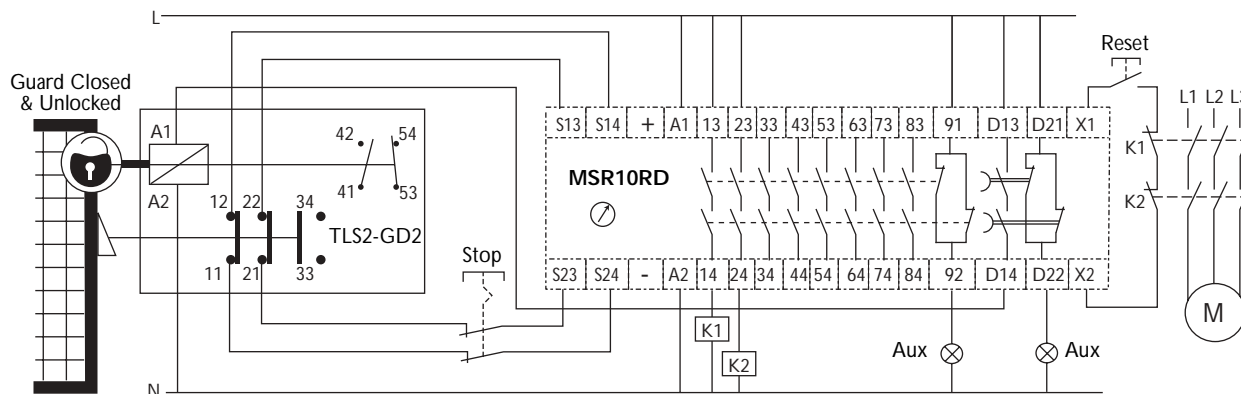 L
Guard Closed
& Unlocked
Reset
A1
A2
42
54
41
53
12
22
34
TLS2-GD2
11
21
33
Stop
S13 S14 + A1 13 23 33 43 53 63 73 83 91 D13 D21 X1
MSR10RD
S23 S24 - A2 14 24 34 44 54 64 74 84 92 D14 D22 X2
K1
K2
Aux
Aux
L1 L2 L3
K1
K2
M
N